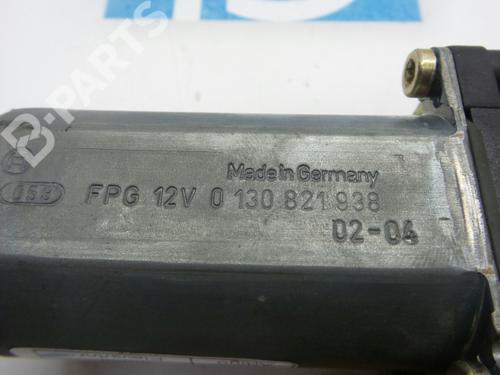 B-PARTS
Made in Germany
FPG 12V 0 130 821 938
02-04